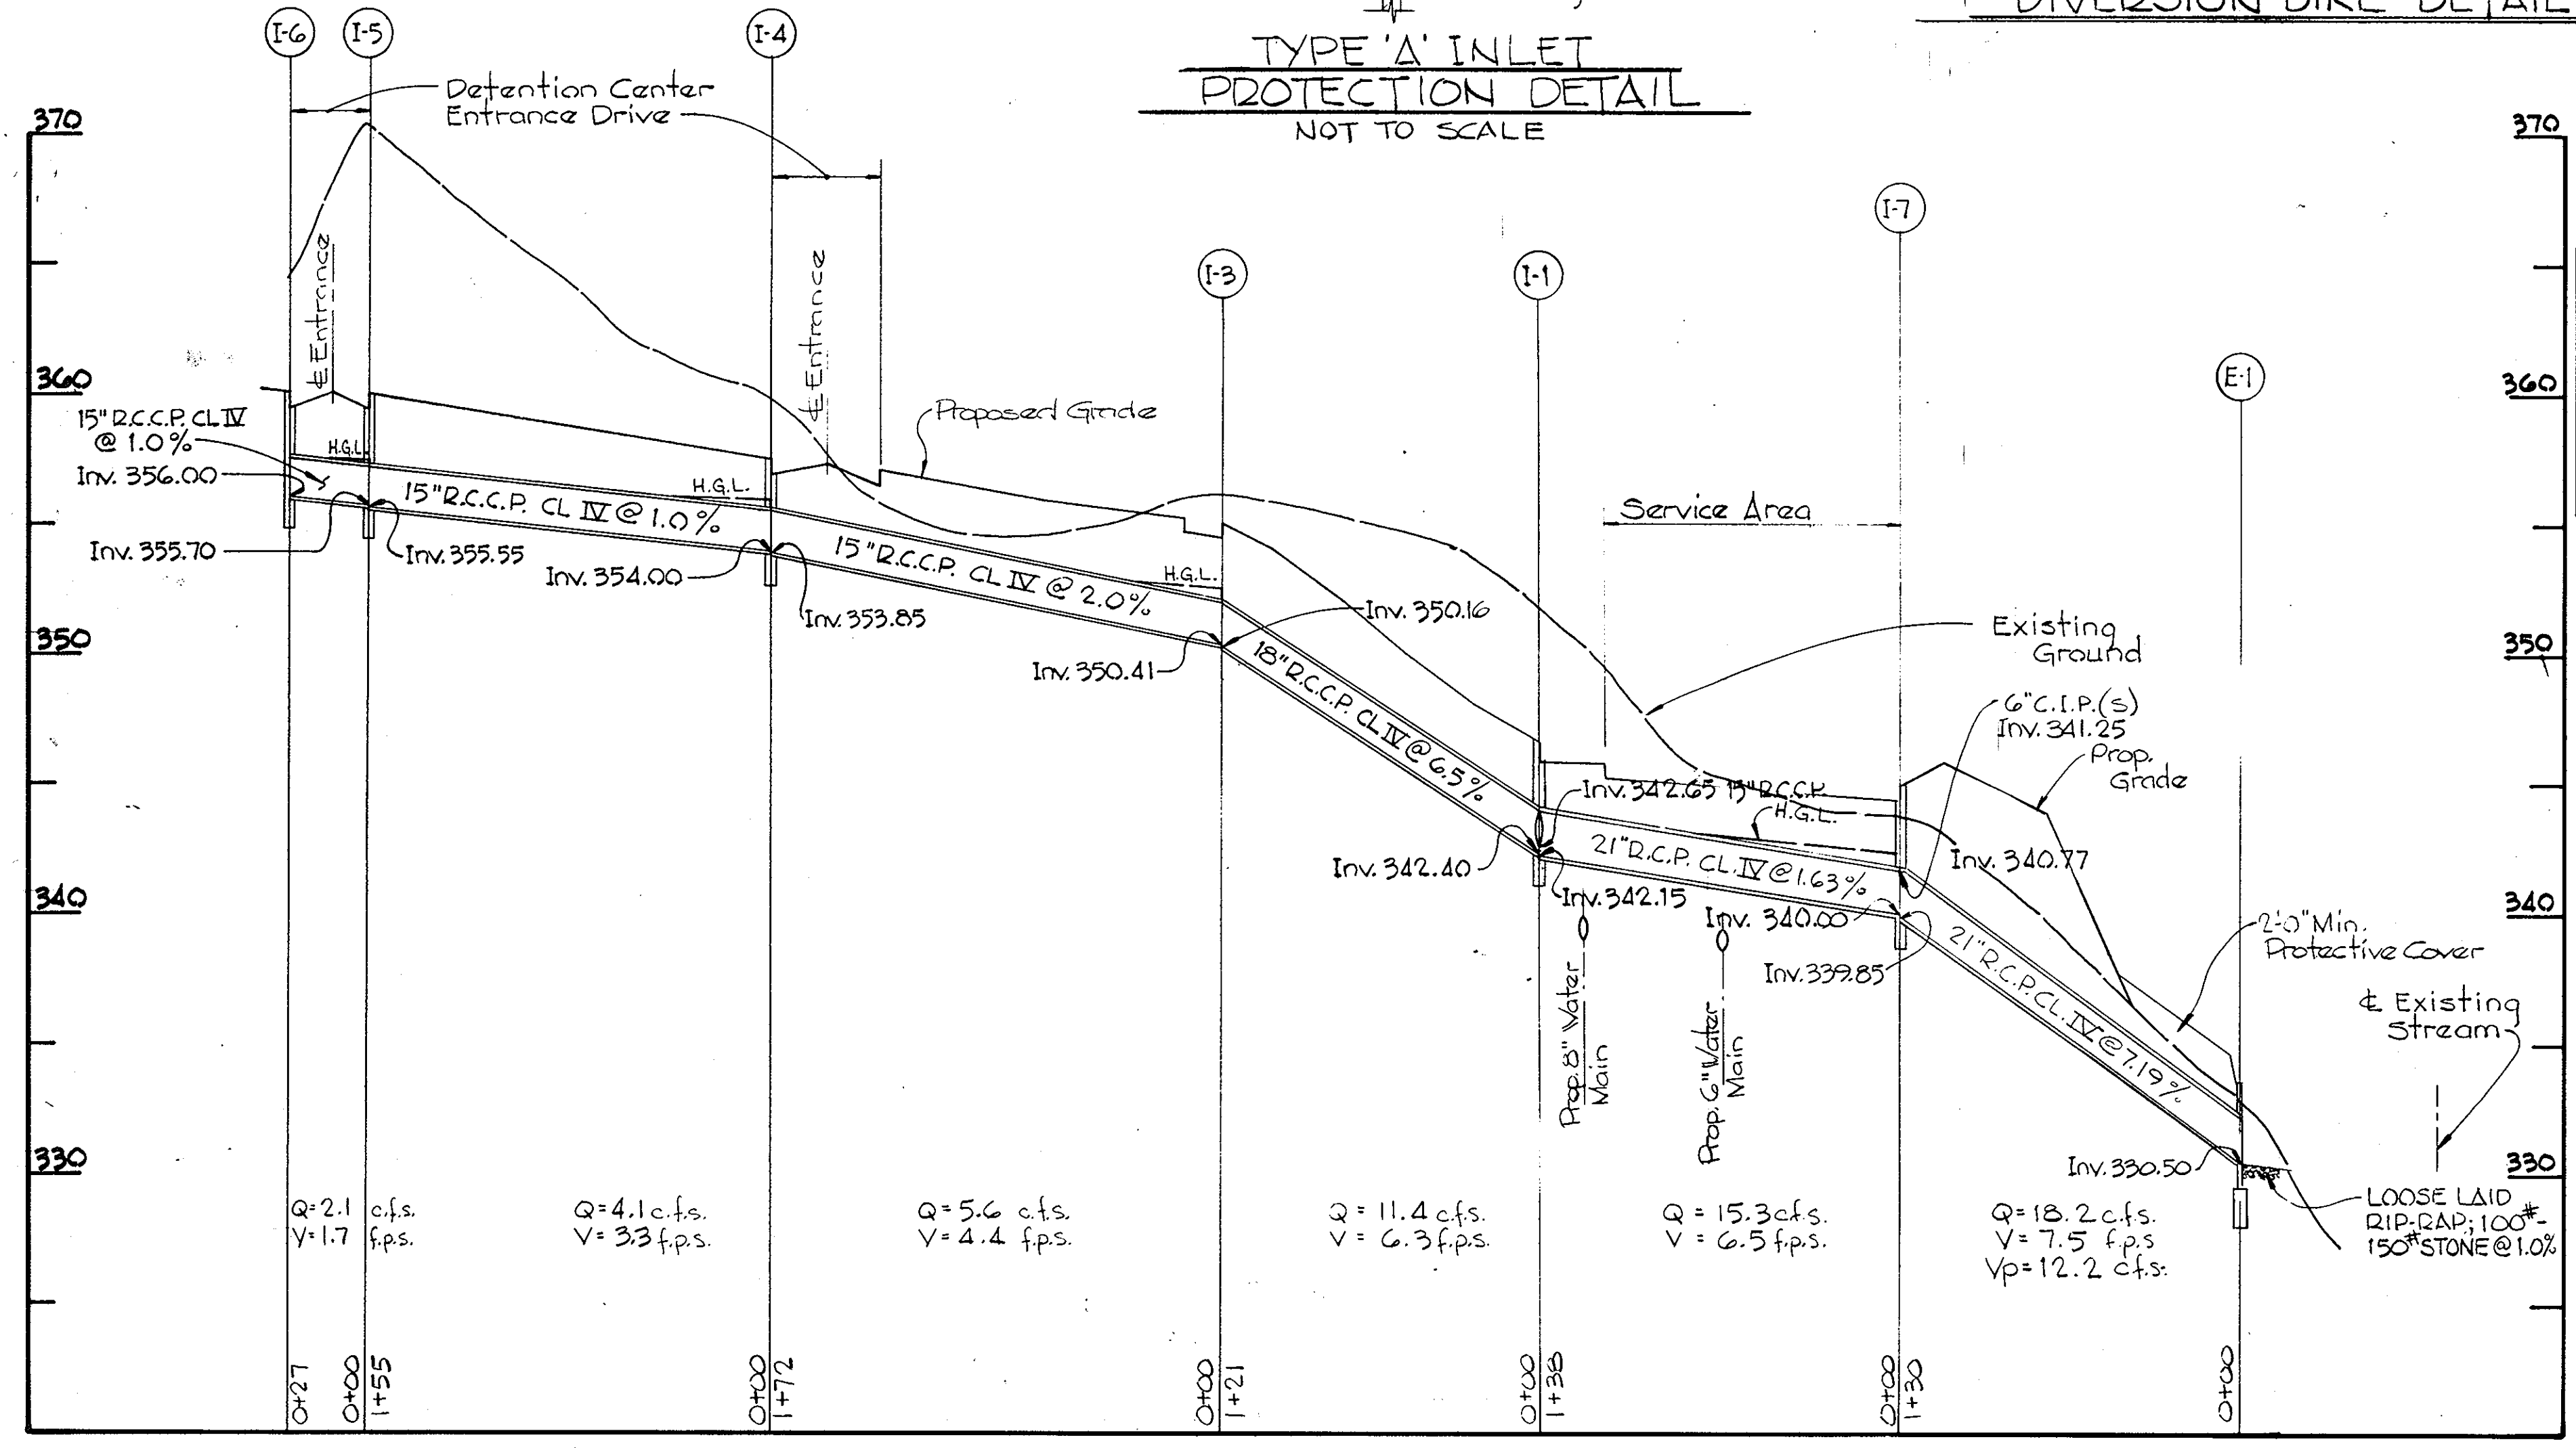 DIVERSION DIKE DETAIL
TYPE 'A' INLET
PROTECTION DETAIL
NOT TO SCALE
I-6
I-5
I-4
I-3
I-1
I-7
E-1
Detention Center
Entrance Drive
370
370
360
360
350
350
340
340
330
330
℄ Entrance
℄ Entrance
Proposed Grade
15" R.C.C.P. CL IV
@ 1.0%
H.G.L.
Inv. 356.00
Inv. 355.70
15" R.C.C.P. CL IV @ 1.0%
H.G.L.
Inv. 355.55
Inv. 354.00
Inv. 353.85
15" R.C.C.P. CL IV @ 2.0%
H.G.L.
Inv. 350.41
Inv. 350.16
18" R.C.C.P. CL IV @ 6.5%
Service Area
Existing
Ground
6" C.I.P.(S)
Inv. 341.25
Prop.
Grade
Inv. 342.65 15" R.C.C.P.
H.G.L.
Inv. 342.40
21" R.C.P. CL. IV @ 1.63%
Inv. 342.15
Inv. 340.77
Inv. 340.00
Inv. 339.85
21" R.C.P. CL. IV @ 7.19%
2'-0" Min.
Protective Cover
℄ Existing
Stream
Prop. 8" Water
Main
Prop. 6" Water
Main
Inv. 330.50
LOOSE LAID
RIP-RAP; 100#-
150# STONE @ 1.0%
Q=2.1 c.f.s.
V=1.7 f.p.s.
Q=4.1 c.f.s.
V=3.3 f.p.s.
Q=5.6 c.f.s.
V=4.4 f.p.s.
Q = 11.4 c.f.s.
V = 6.3 f.p.s.
Q = 15.3 c.f.s.
V = 6.5 f.p.s.
Q=18.2 c.f.s.
V=7.5 f.p.s
Vp=12.2 c.f.s.
0+27
0+00
1+55
0+00
1+72
0+00
1+21
0+00
1+38
0+00
1+30
0+00